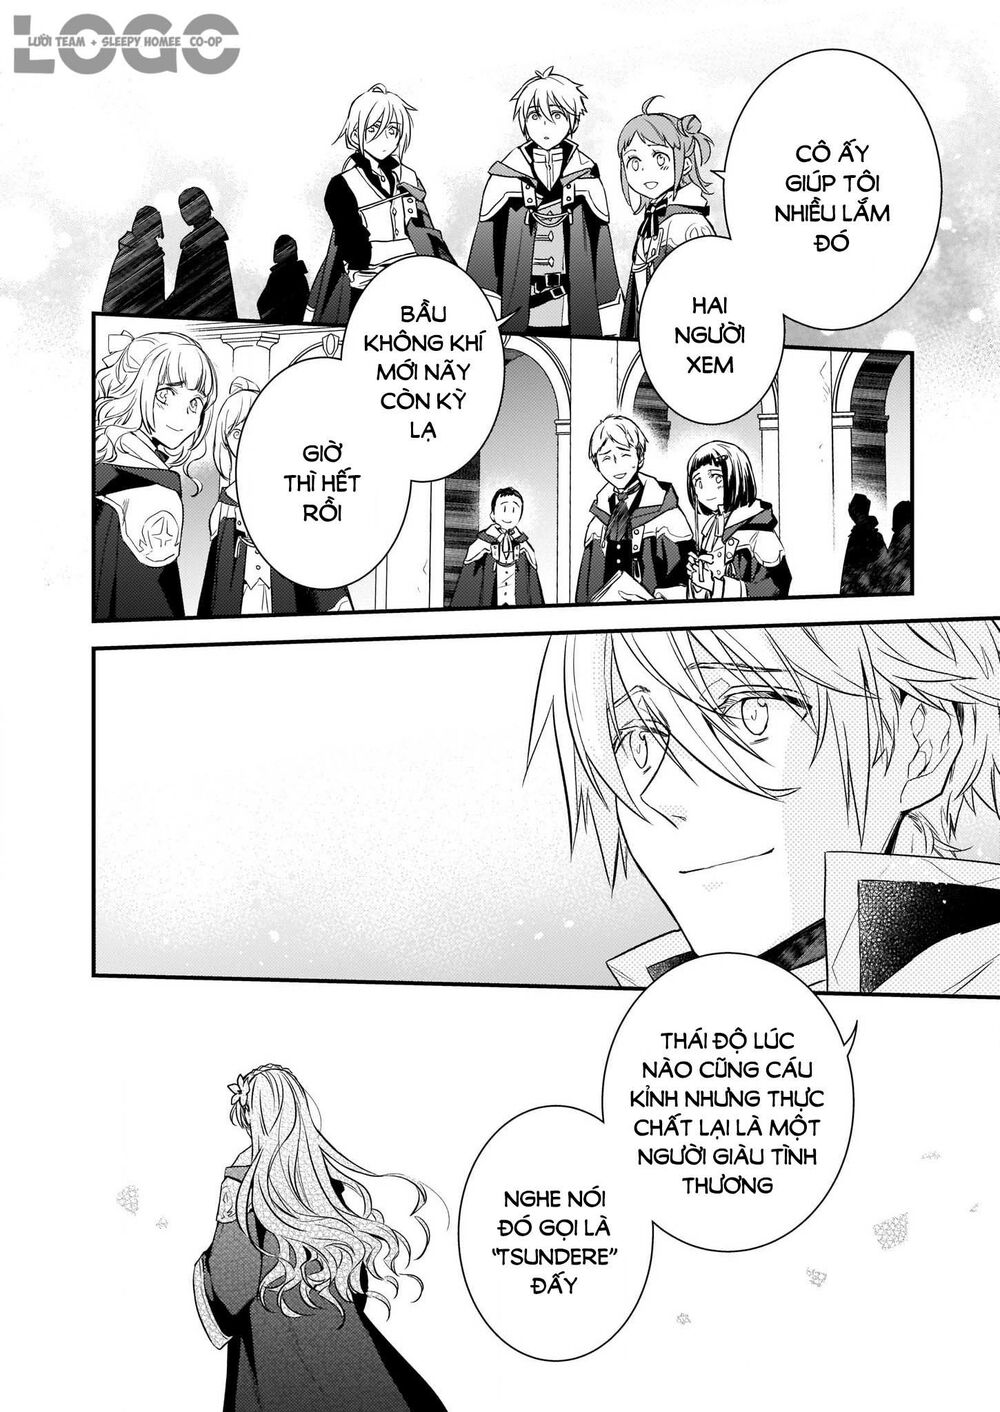 LOGO
LƯỜI TEAM + SLEEPY HOMEE CO-OP
CÔ ẤY
GIÚP TÔI
NHIỀU LẮM
ĐÓ
HAI
NGƯỜI
XEM
BẦU
KHÔNG KHÍ
MỚI NÃY
CÒN KỲ
LẠ
GIỜ
THÌ HẾT
RỒI
THÁI ĐỘ LÚC
NÀO CŨNG CÁU
KỈNH NHƯNG THỰC
CHẤT LẠI LÀ MỘT
NGƯỜI GIÀU TÌNH
THƯƠNG
NGHE NÓI
ĐÓ GỌI LÀ
“TSUNDERE”
ĐẤY